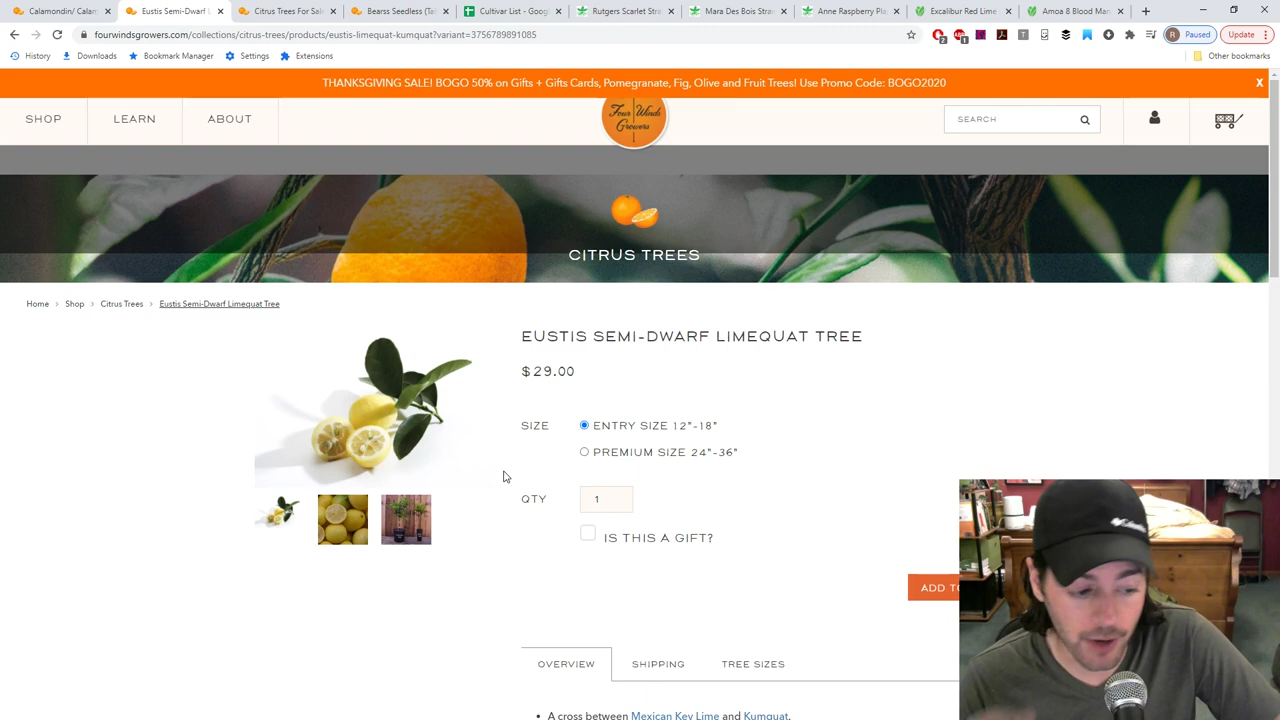 Calamondin/ Calam
Eustis Semi-Dwarf L
Citrus Trees For Sale
Bearss Seedless (Tah
Cultivar List - Goog
Rutgers Scarlet Stra
Mara Des Bois Straw
Anne Raspberry Pla
Excalibur Red Lime
Amoa 8 Blood Man
fourwindsgrowers.com/collections/citrus-trees/products/eustis-limequat-kumquat?variant=3756789891085
Paused
Update
History
Downloads
Bookmark Manager
Settings
Extensions
Other bookmarks
THANKSGIVING SALE! BOGO 50% on Gifts + Gifts Cards, Pomegranate, Fig, Olive and Fruit Trees! Use Promo Code: BOGO2020
X
SHOP
LEARN
ABOUT
Four Winds
Growers
SEARCH
CITRUS TREES
Home > Shop > Citrus Trees > Eustis Semi-Dwarf Limequat Tree
EUSTIS SEMI-DWARF LIMEQUAT TREE
$29.00
SIZE
ENTRY SIZE 12"-18"
PREMIUM SIZE 24"-36"
QTY
1
IS THIS A GIFT?
ADD TO
OVERVIEW
SHIPPING
TREE SIZES
• A cross between Mexican Key Lime and Kumquat.